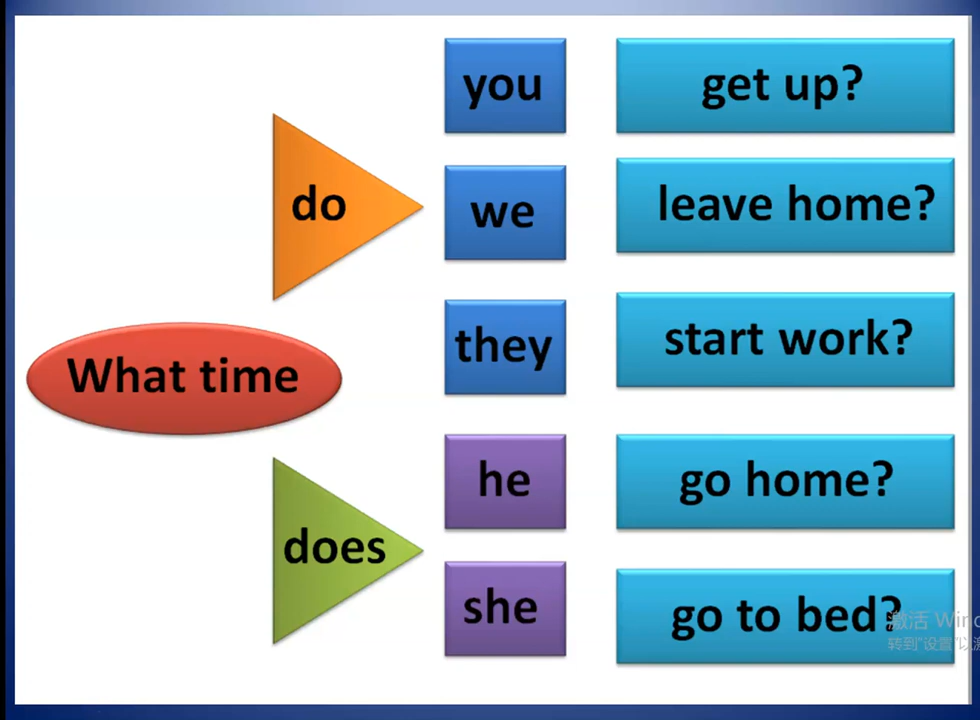 you get up?
do
we leave home?
they start work?
What time
he go home?
does
she go to bed?
激活 Win
转到"设置"以